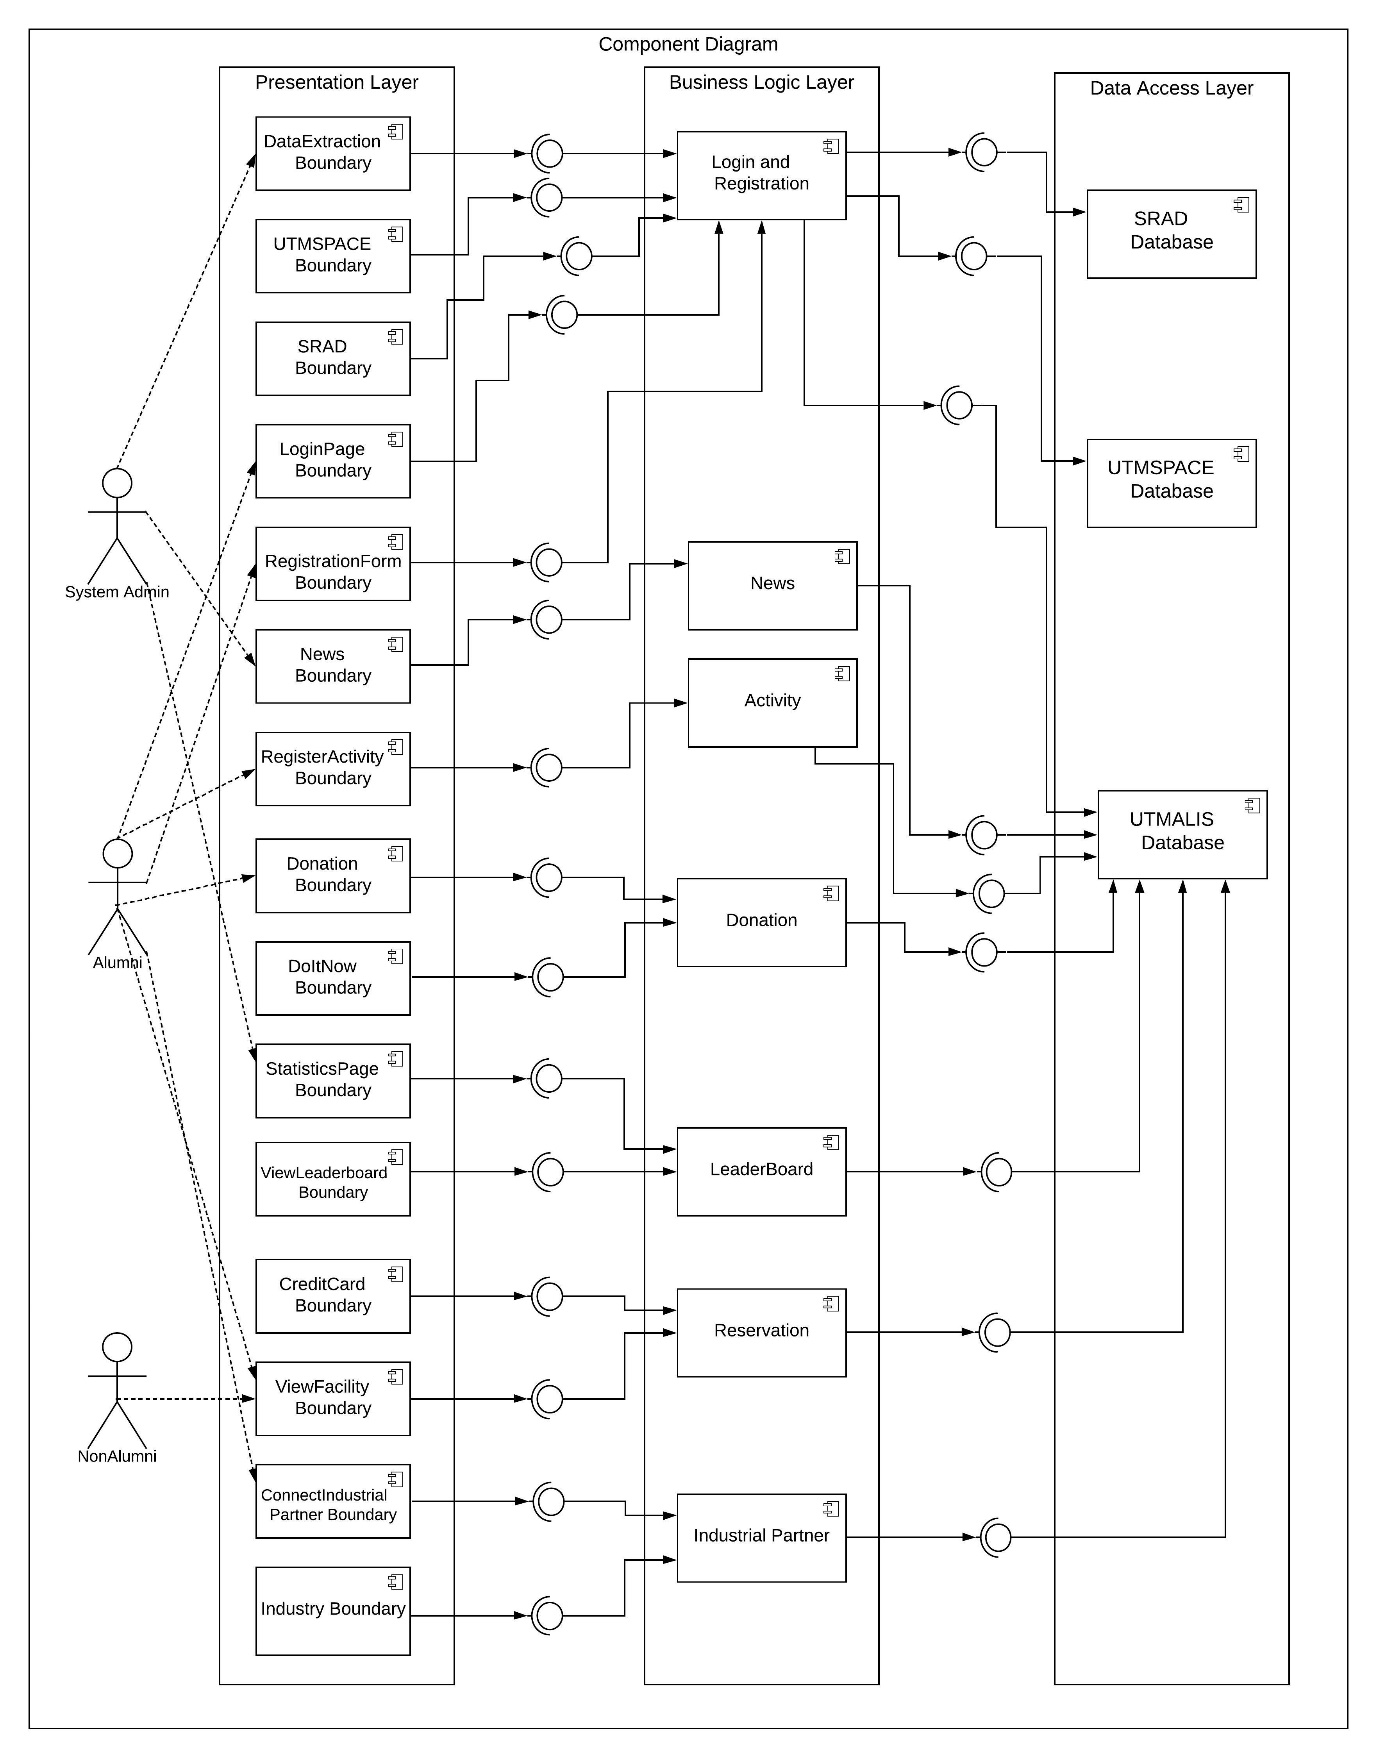 Component Diagram
Presentation Layer
DataExtraction
Boundary
UTMSPACE
Boundary
SRAD
Boundary
LoginPage
Boundary
RegistrationForm
Boundary
News
Boundary
RegisterActivity
Boundary
Donation
Boundary
DoItNow
Boundary
StatisticsPage
Boundary
ViewLeaderboard
Boundary
CreditCard
Boundary
ViewFacility
Boundary
ConnectIndustrial
Partner Boundary
Industry Boundary
System Admin
Alumni
NonAlumni
Business Logic Layer
Login and
Registration
News
Activity
Donation
LeaderBoard
Reservation
Industrial Partner
Data Access Layer
SRAD
Database
UTMSPACE
Database
UTMALIS
Database